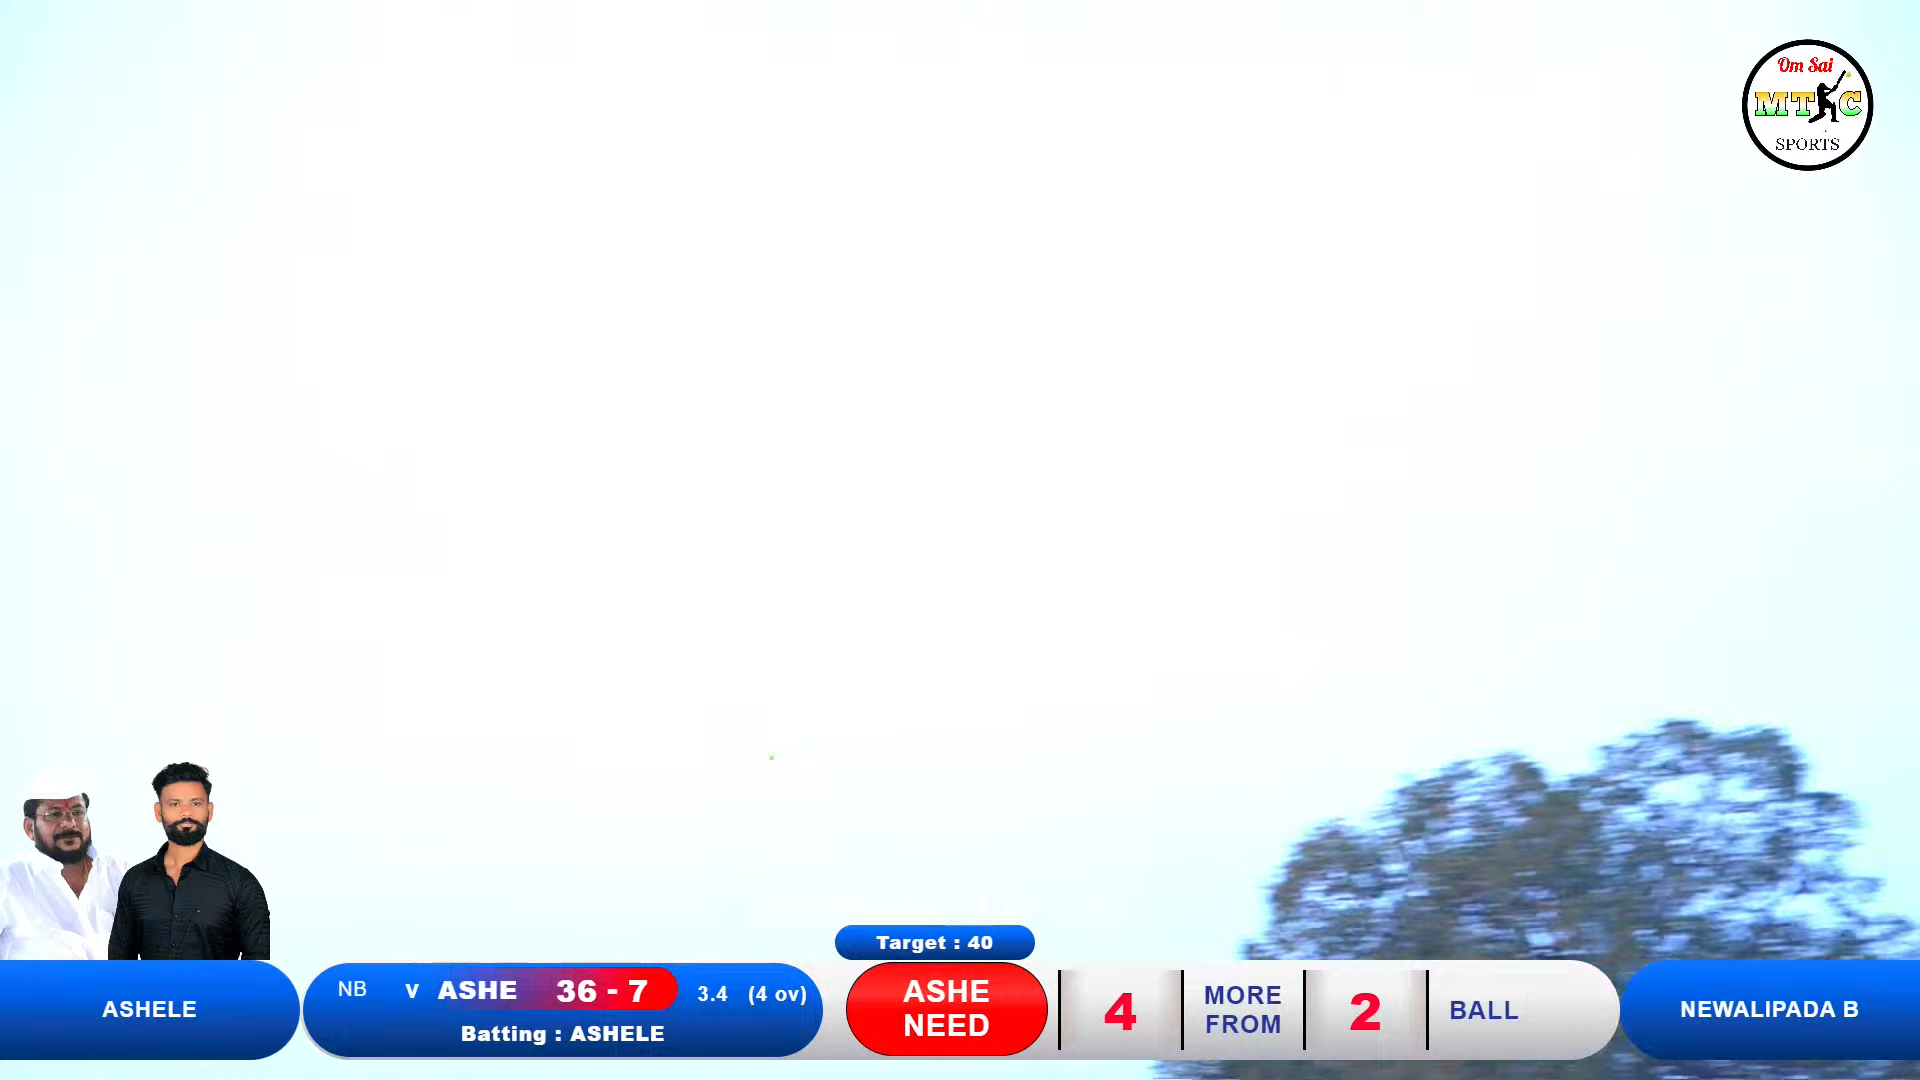 Om Sai
MT C
SPORTS
Target : 40
ASHELE
NB v ASHE 36 - 7 3.4 (4 ov)
Batting : ASHELE
ASHE
NEED
4
MORE
FROM
2
BALL
NEWALIPADA B